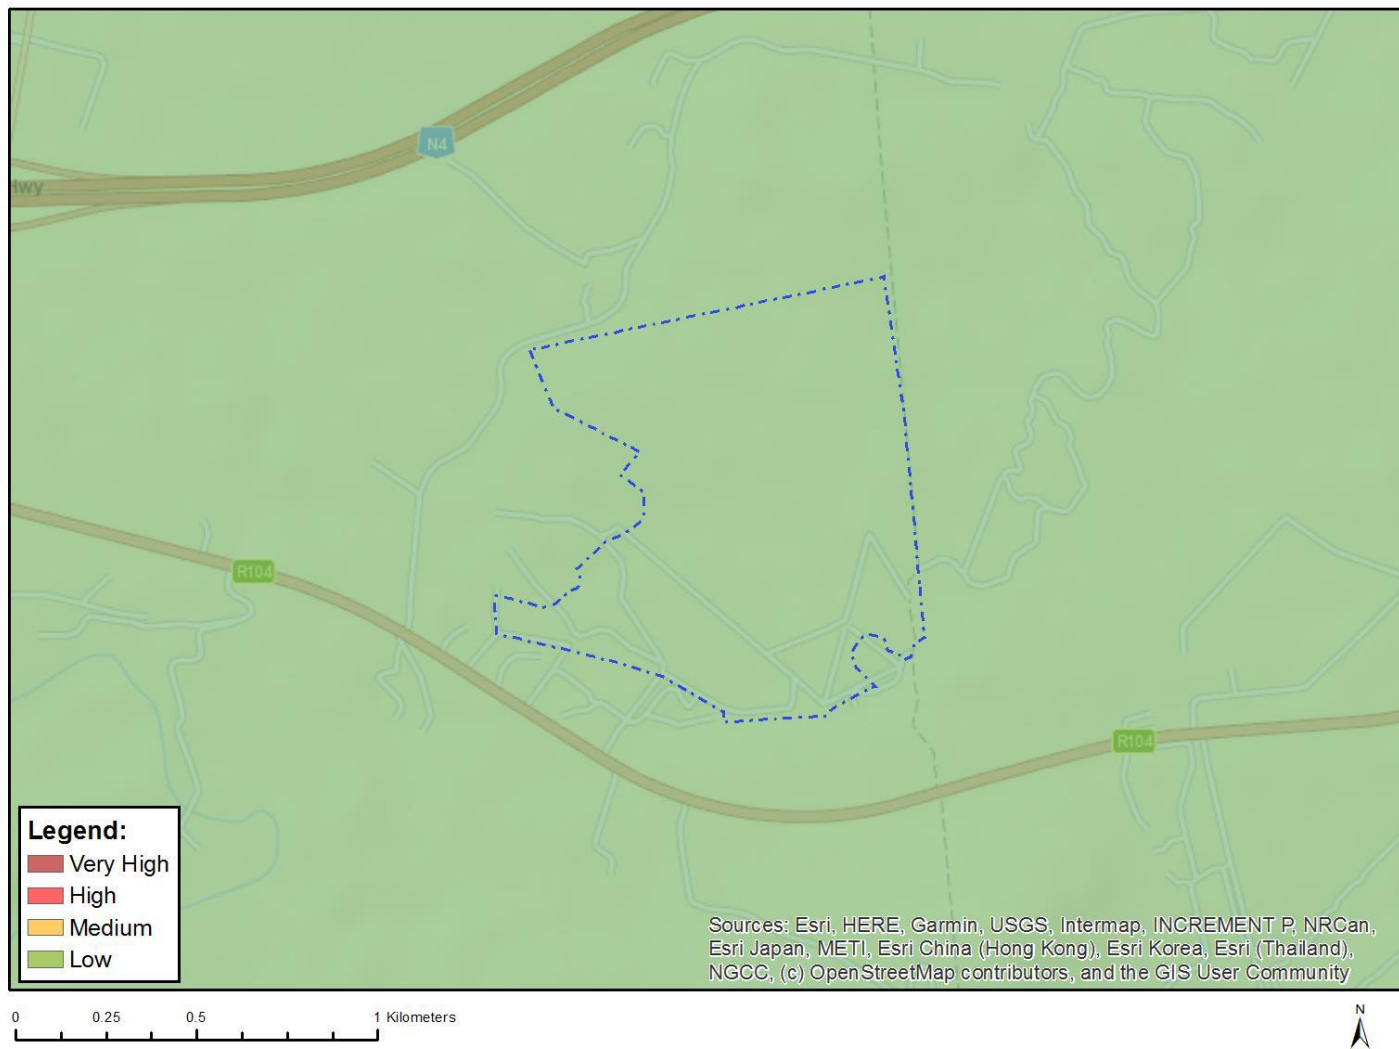 N4
Hwy
R104
R104
Legend:
Very High
High
Medium
Low
Sources: Esri, HERE, Garmin, USGS, Intermap, INCREMENT P, NRCan,
Esri Japan, METI, Esri China (Hong Kong), Esri Korea, Esri (Thailand),
NGCC, (c) OpenStreetMap contributors, and the GIS User Community
0 0.25 0.5 1 Kilometers
N